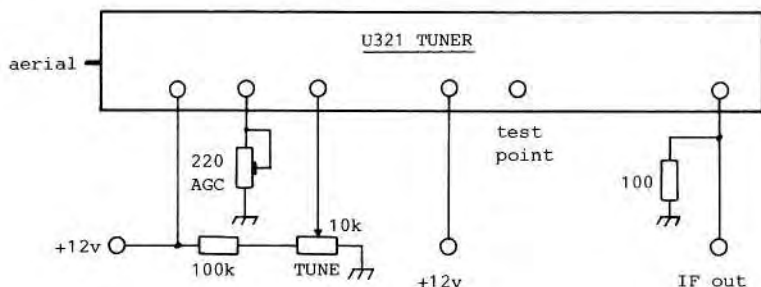 U321 TUNER
aerial
test
point
220
AGC
100
10k
+12v
100k
TUNE
+12v
IF out